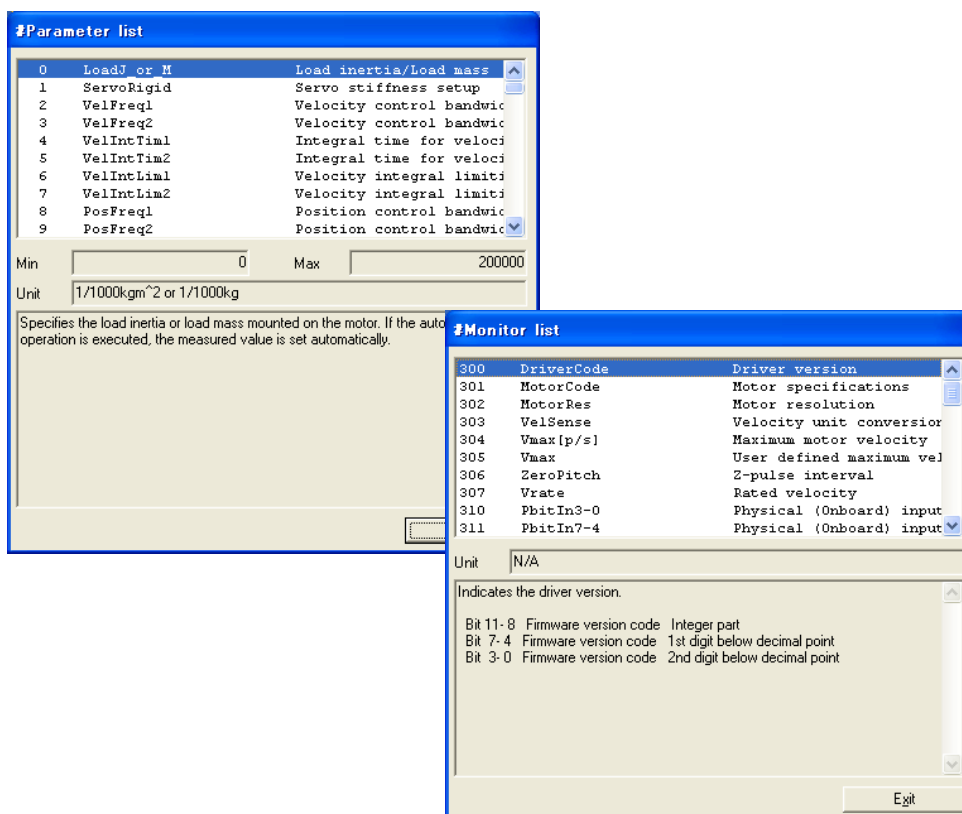 #Parameter list
0 LoadJ_or_M Load inertia/Load mass
1 ServoRigid Servo stiffness setup
2 VelFreq1 Velocity control bandwid
3 VelFreq2 Velocity control bandwid
4 VelIntTim1 Integral time for veloci
5 VelIntTim2 Integral time for veloci
6 VelIntLim1 Velocity integral limiti
7 VelIntLim2 Velocity integral limiti
8 PosFreq1 Position control bandwid
9 PosFreq2 Position control bandwid
Min 0 Max 200000
Unit 1/1000kgm^2 or 1/1000kg
Specifies the load inertia or load mass mounted on the motor. If the auto
operation is executed, the measured value is set automatically.
#Monitor list
300 DriverCode Driver version
301 MotorCode Motor specifications
302 MotorRes Motor resolution
303 VelSense Velocity unit conversion
304 Vmax[p/s] Maximum motor velocity
305 Vmax User defined maximum vel
306 ZeroPitch Z-pulse interval
307 Vrate Rated velocity
310 PbitIn3-0 Physical (Onboard) input
311 PbitIn7-4 Physical (Onboard) input
Unit N/A
Indicates the driver version.
Bit 11- 8 Firmware version code Integer part
Bit 7- 4 Firmware version code 1st digit below decimal point
Bit 3- 0 Firmware version code 2nd digit below decimal point
Exit